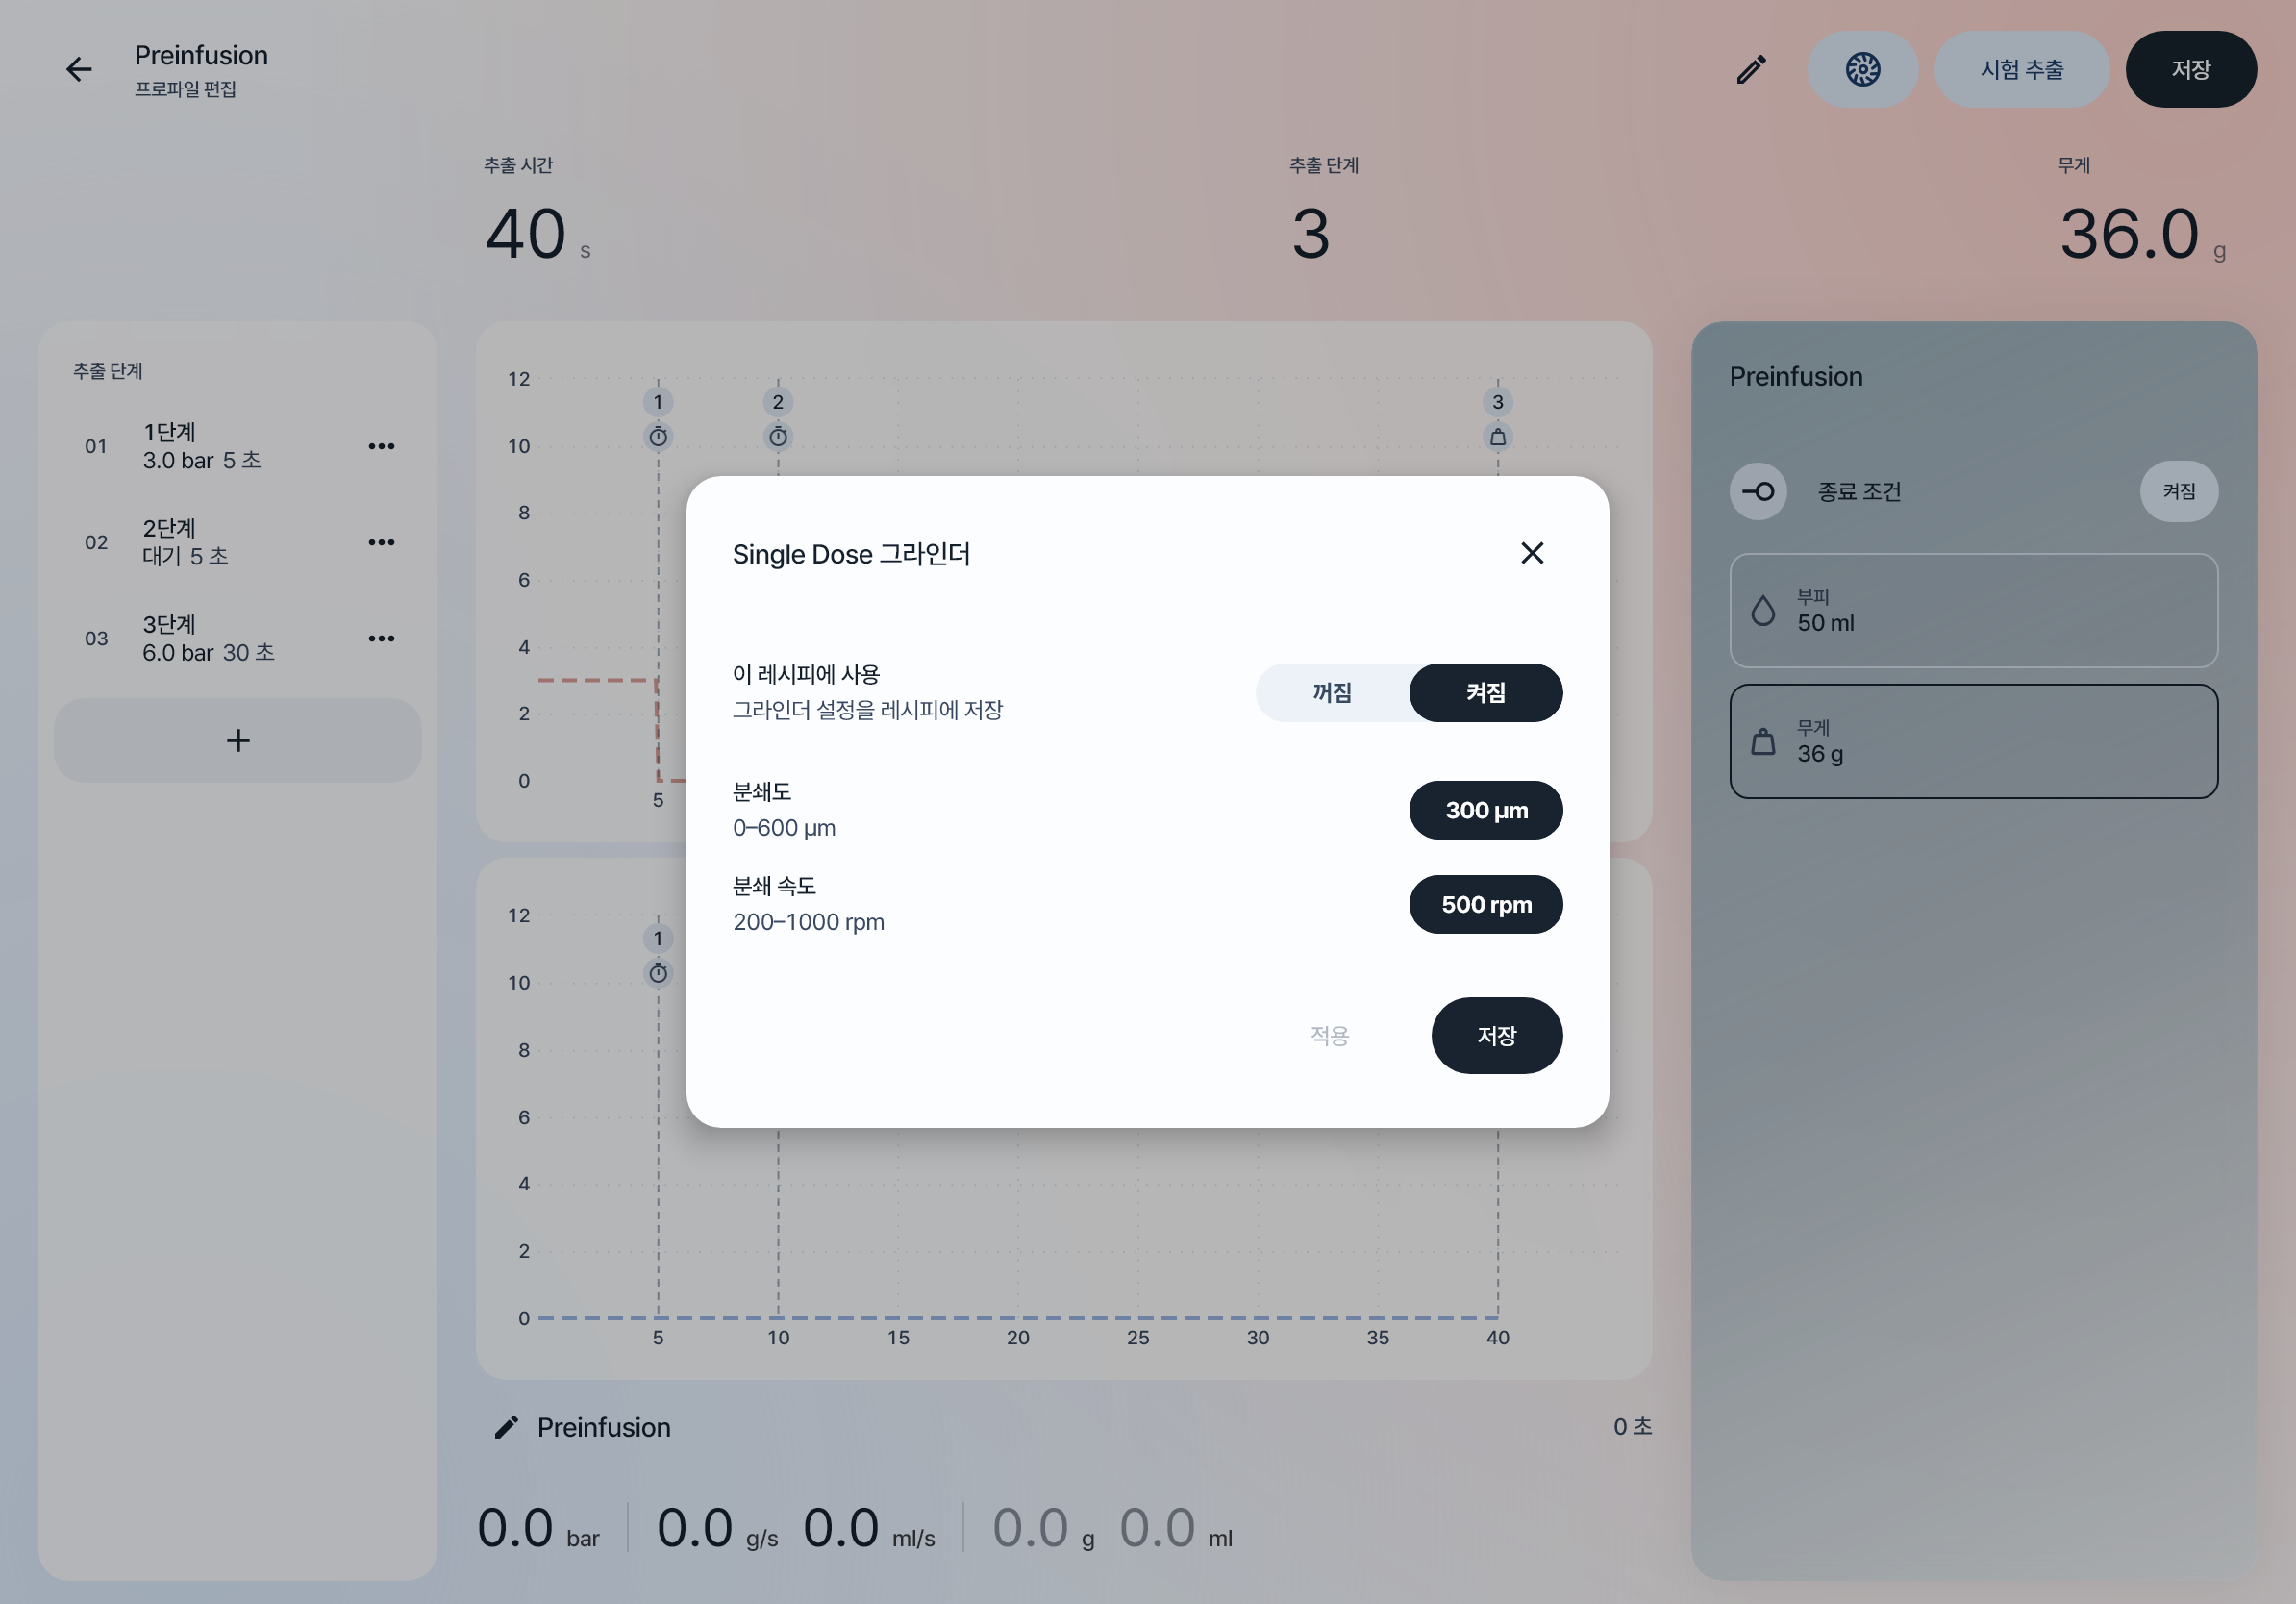 Preinfusion
프로파일 편집
시험 추출
저장
추출 시간
40 s
추출 단계
3
무게
36.0 g
추출 단계
01
1단계
3.0 bar 5 초
02
2단계
대기 5 초
03
3단계
6.0 bar 30 초
12
10
8
6
4
2
0
1
2
3
5
12
10
8
6
4
2
0
1
5
10
15
20
25
30
35
40
Single Dose 그라인더
이 레시피에 사용
그라인더 설정을 레시피에 저장
꺼짐
켜짐
분쇄도
0–600 µm
300 µm
분쇄 속도
200–1000 rpm
500 rpm
적용
저장
Preinfusion
종료 조건
켜짐
부피
50 ml
무게
36 g
Preinfusion
0 초
0.0 bar
0.0 g/s
0.0 ml/s
0.0 g
0.0 ml